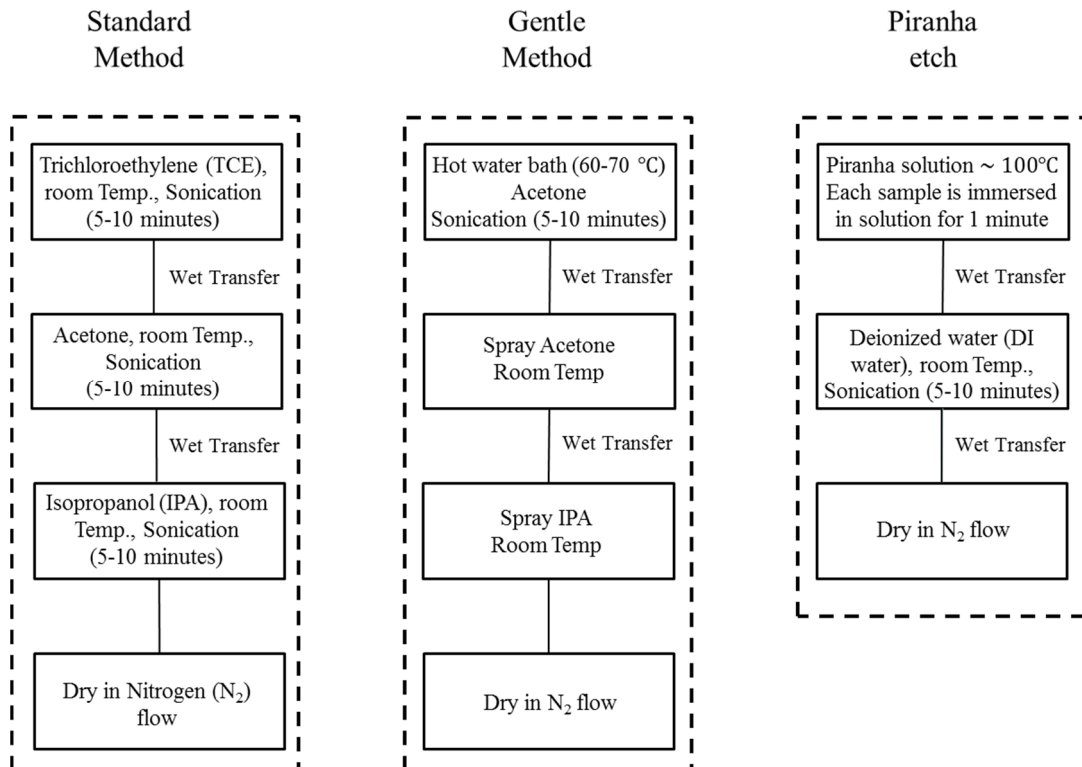 Standard
Method
Trichloroethylene (TCE),
room Temp., Sonication
(5-10 minutes)
Wet Transfer
Acetone, room Temp.,
Sonication
(5-10 minutes)
Wet Transfer
Isopropanol (IPA), room
Temp., Sonication
(5-10 minutes)
Dry in Nitrogen (N₂)
flow
Gentle
Method
Hot water bath (60-70 °C)
Acetone
Sonication (5-10 minutes)
Wet Transfer
Spray Acetone
Room Temp
Wet Transfer
Spray IPA
Room Temp
Dry in N₂ flow
Piranha
etch
Piranha solution ~ 100°C
Each sample is immersed
in solution for 1 minute
Wet Transfer
Deionized water (DI
water), room Temp.,
Sonication (5-10 minutes)
Wet Transfer
Dry in N₂ flow